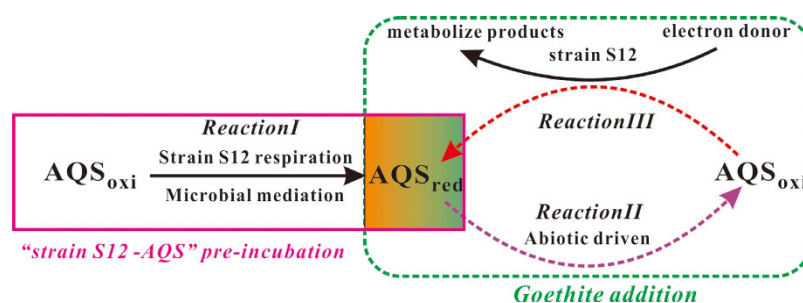 metabolize products electron donor
strain S12
ReactionI
ReactionIII
Strain S12 respiration
AQSoxi
AQSred
AQSoxi
Microbial mediation
ReactionII
Abiotic driven
"strain S12 -AQS" pre-incubation
Goethite addition